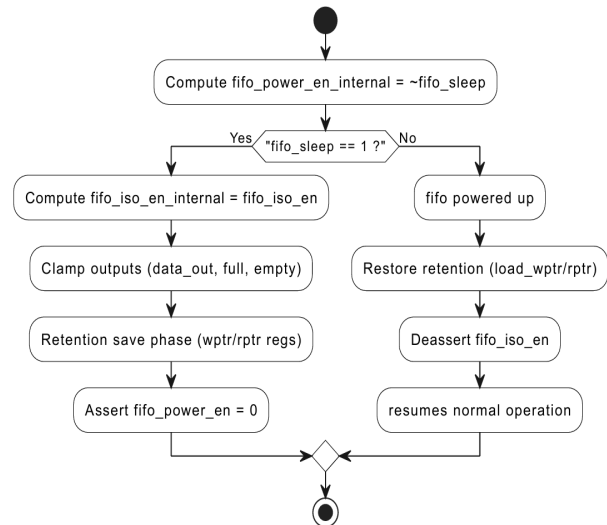 Compute fifo_power_en_internal = ~fifo_sleep
Yes
"fifo_sleep == 1 ?"
No
Compute fifo_iso_en_internal = fifo_iso_en
Clamp outputs (data_out, full, empty)
Retention save phase (wptr/rptr regs)
Assert fifo_power_en = 0
fifo powered up
Restore retention (load_wptr/rptr)
Deassert fifo_iso_en
resumes normal operation